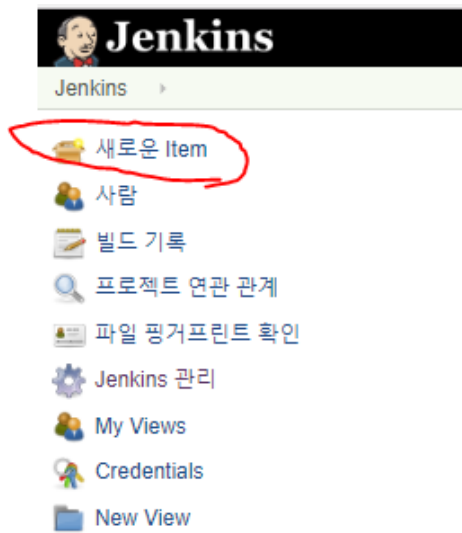 Jenkins
Jenkins
새로운 Item
사람
빌드 기록
프로젝트 연관 관계
파일 핑거프린트 확인
Jenkins 관리
My Views
Credentials
New View